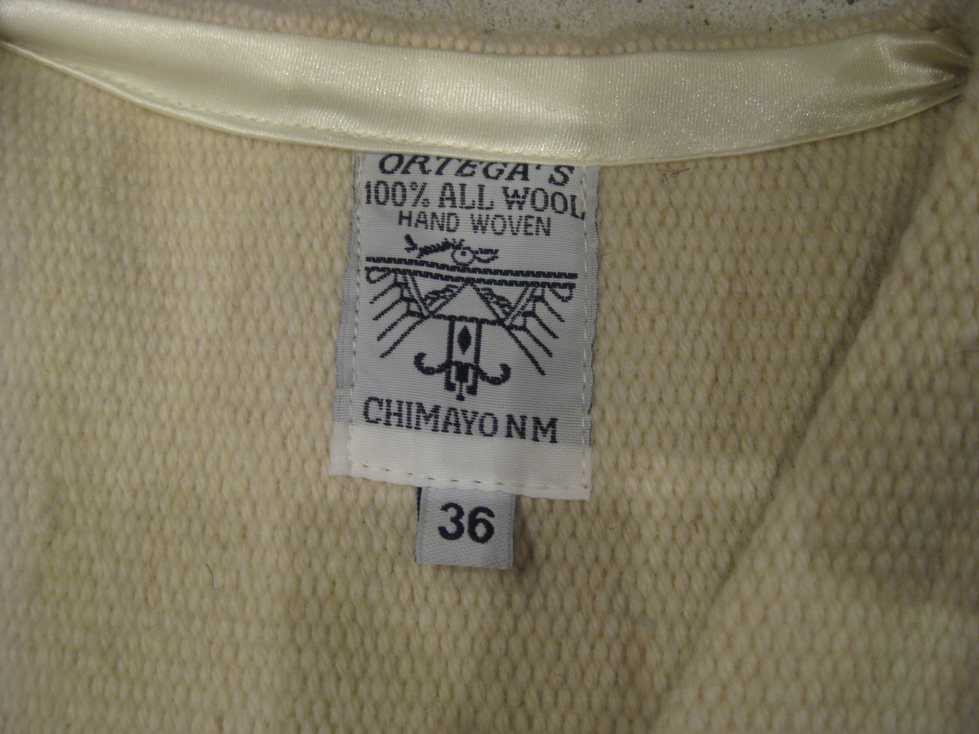 ORTEGA'S
100% ALL WOOL
HAND WOVEN
CHIMAYO NM
36